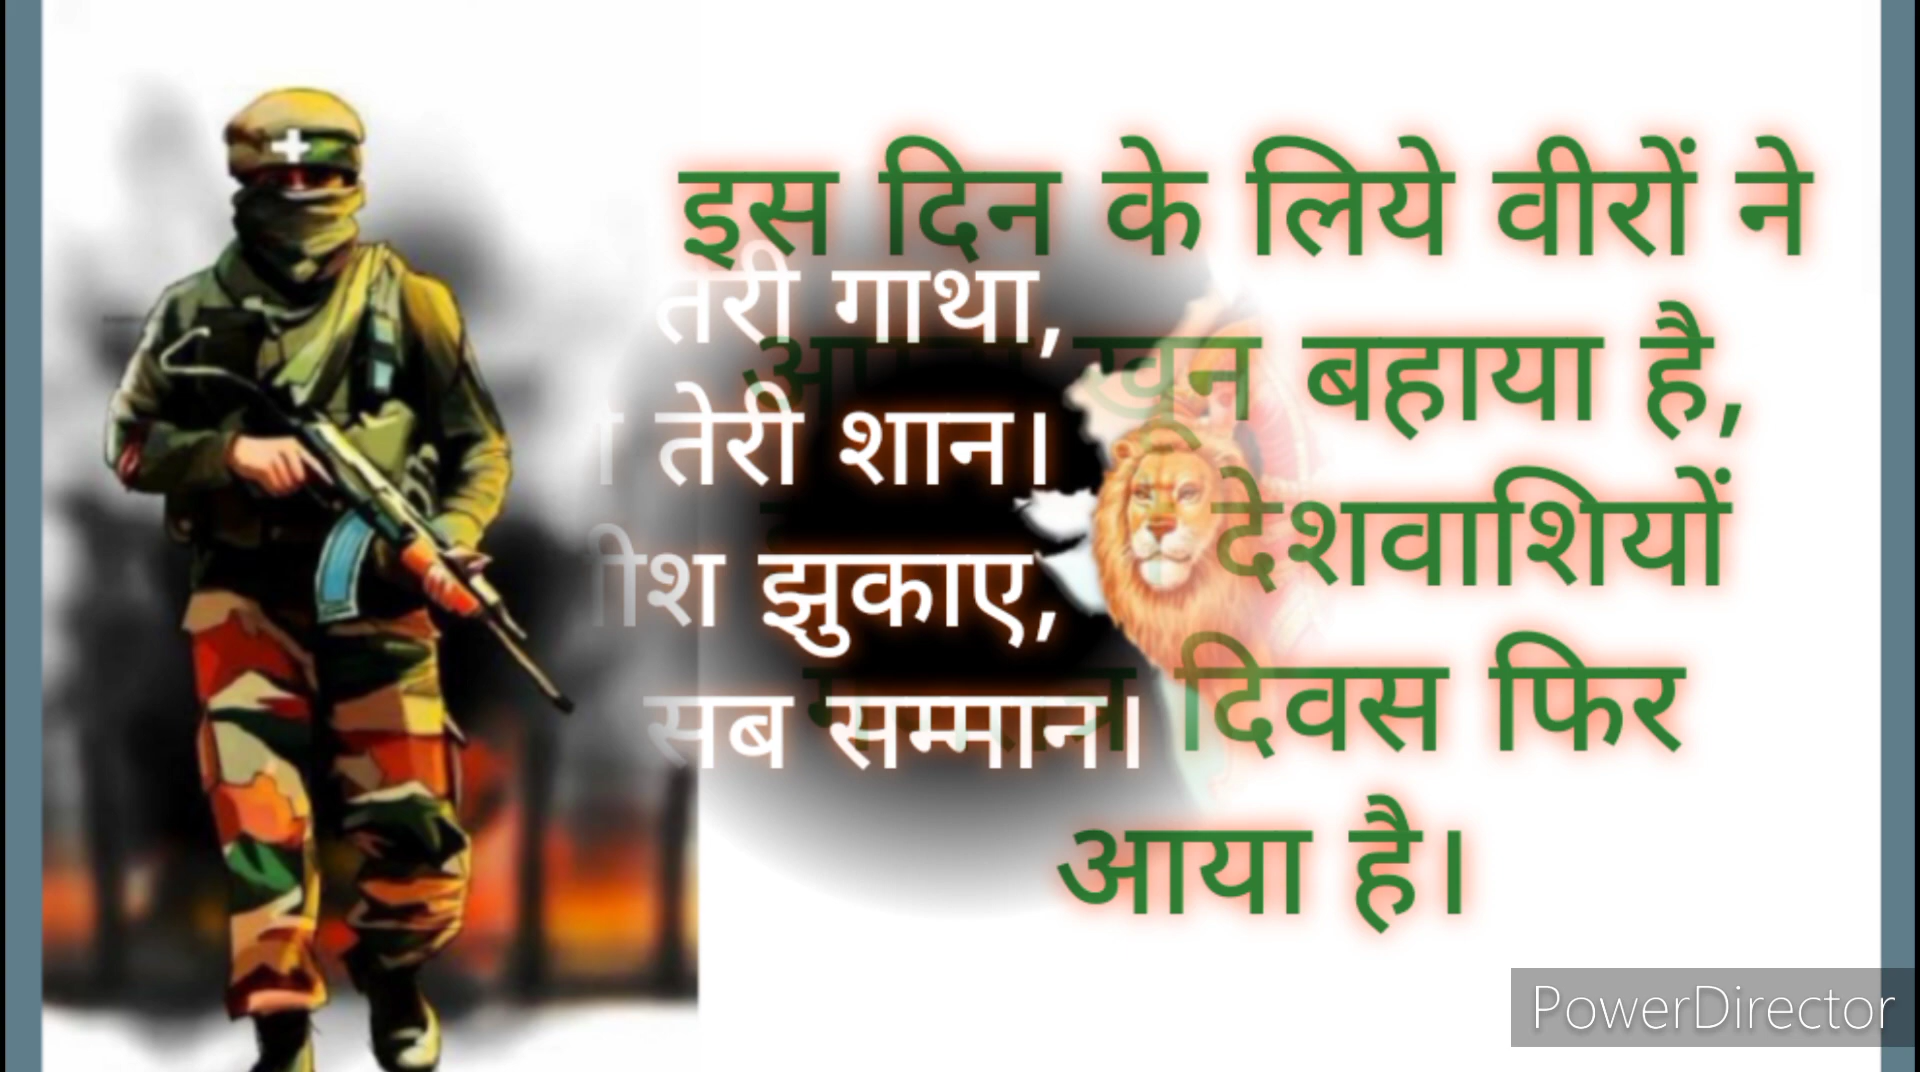 इस दिन के लिये वीरों ने
खून बहाया है,
देशवाशियों
दिवस फिर
आया है।
तेरी गाथा,
तेरी शान।
झुकाए,
सब सम्मान।
PowerDirector